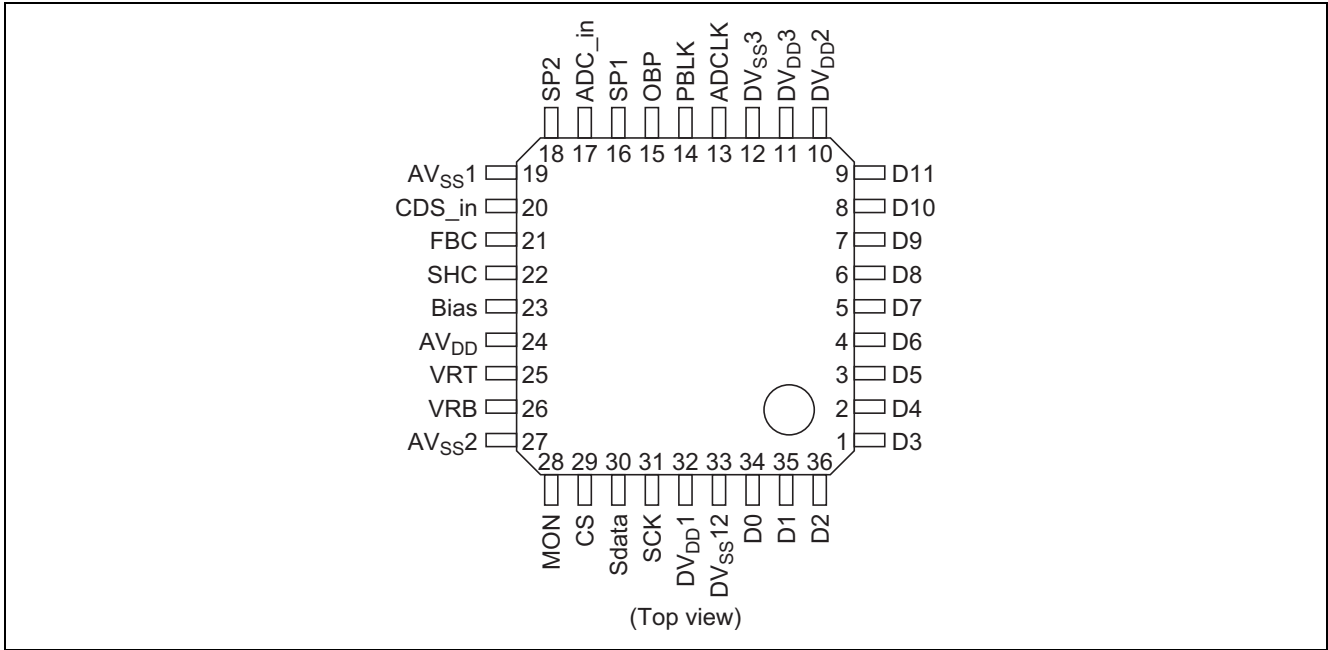 SP2 ADC_in SP1 OBP PBLK ADCLK DVSS3 DVDD3 DVDD2
18 17 16 15 14 13 12 11 10
AVSS1 19 9 D11
CDS_in 20 8 D10
FBC 21 7 D9
SHC 22 6 D8
Bias 23 5 D7
AVDD 24 4 D6
VRT 25 3 D5
VRB 26 2 D4
AVSS2 27 1 D3
28 29 30 31 32 33 34 35 36
MON CS Sdata SCK DVDD1 DVSS12 D0 D1 D2
(Top view)